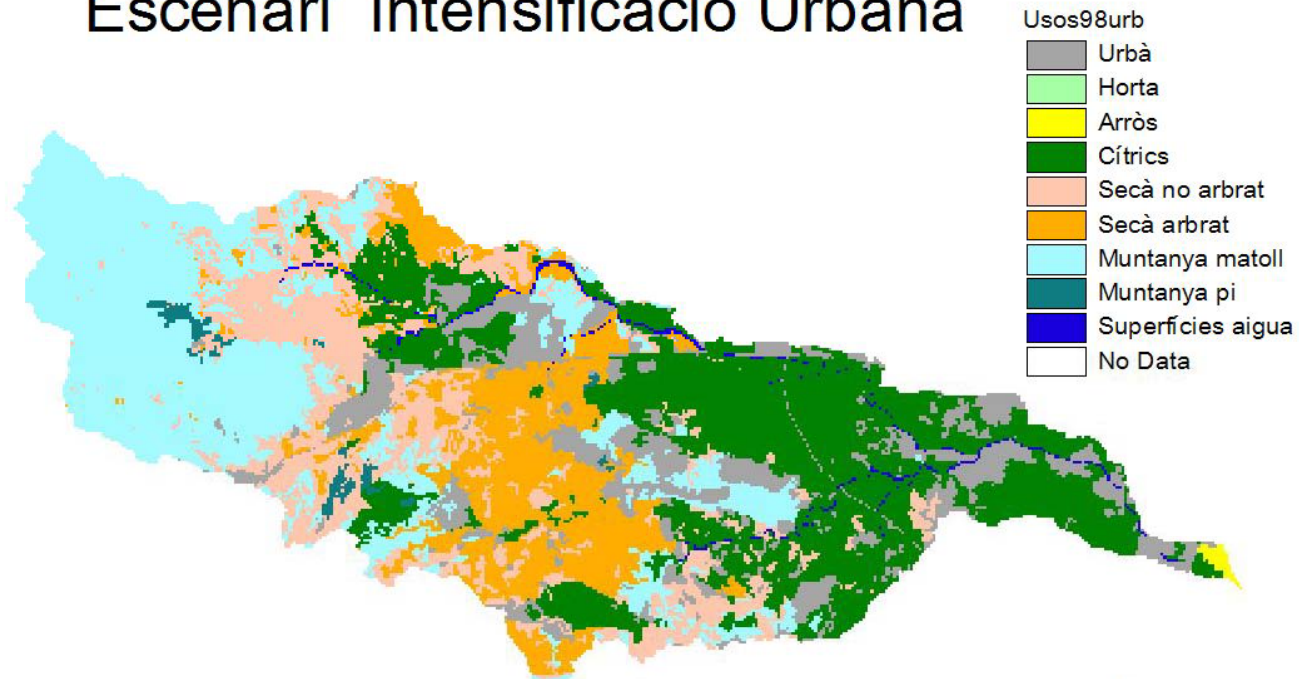 Escenari Intensificació Urbana
Usos98urb
Urbà
Horta
Arròs
Cítrics
Secà no arbrat
Secà arbrat
Muntanya matoll
Muntanya pi
Superfícies aigua
No Data